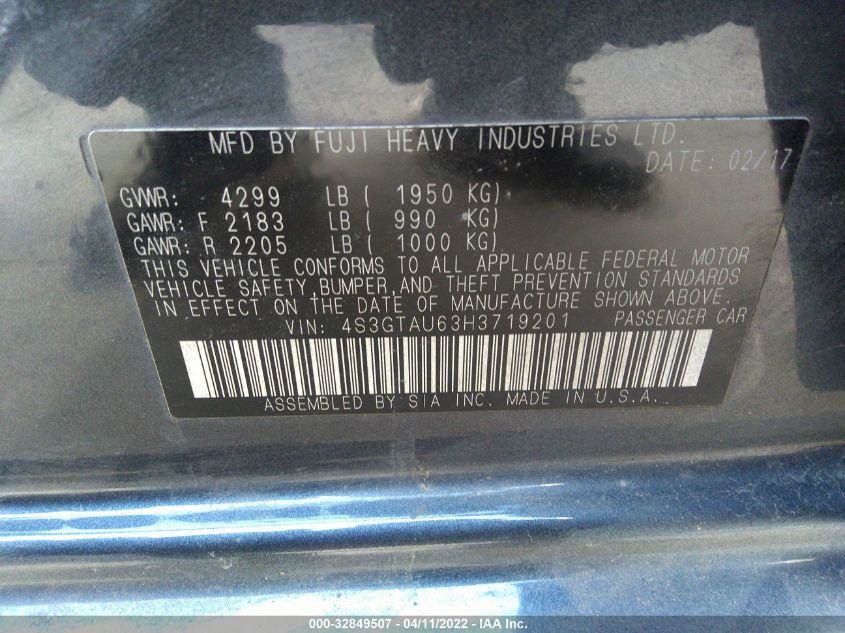 MFD BY FUJI HEAVY INDUSTRIES LTD.
DATE: 02/17
GVWR: 4299 LB ( 1950 KG)
GAWR: F 2183 LB ( 990 KG)
GAWR: R 2205 LB ( 1000 KG)
THIS VEHICLE CONFORMS TO ALL APPLICABLE FEDERAL MOTOR
VEHICLE SAFETY,BUMPER,AND THEFT PREVENTION STANDARDS
IN EFFECT ON THE DATE OF MANUFACTURE SHOWN ABOVE.
VIN: 4S3GTAU63H3719201 PASSENGER CAR
ASSEMBLED BY SIA INC. MADE IN U.S.A.
000-32849507 - 04/11/2022 - IAA Inc.